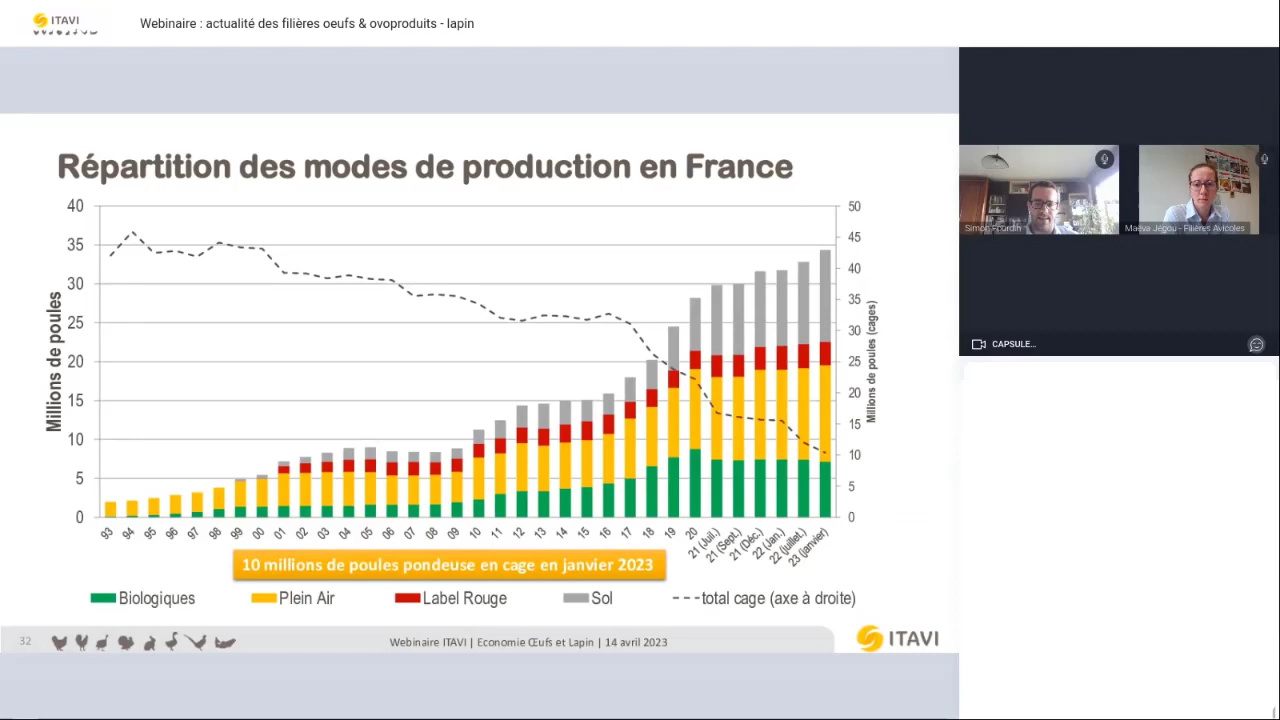 ITAVI
Webinaire : actualité des filières oeufs & ovoproduits - lapin
Répartition des modes de production en France
40
35
30
25
20
15
10
5
0
Millions de poules
50
45
40
35
30
25
20
15
10
5
0
Millions de poules (cages)
93 94 95 96 97 98 99 00 01 02 03 04 05 06 07 08 09 10 11 12 13 14 15 16 17 18 19 20 21 (Juil.) 21 (Sept.) 21 (Déc.) 22 (Jan.) 22 (juillet.) 23 (janvier)
10 millions de poules pondeuse en cage en janvier 2023
Biologiques Plein Air Label Rouge Sol total cage (axe à droite)
32
Webinaire ITAVI | Economie Œufs et Lapin | 14 avril 2023
ITAVI
Simon Fourdin
Maëva Jégou - Filières Avicoles
CAPSULE...